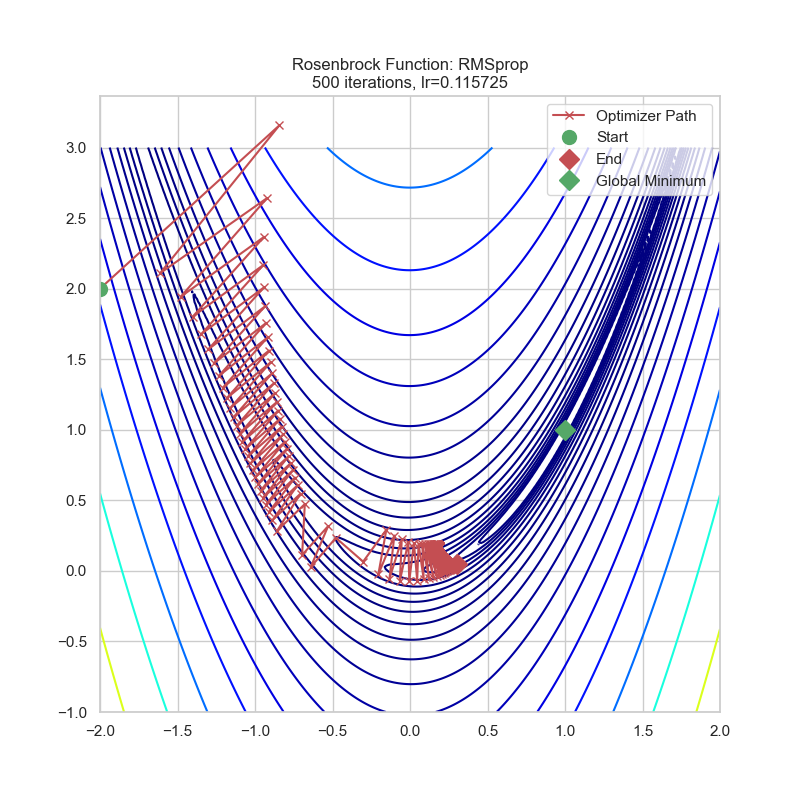 Rosenbrock Function: RMSprop
500 iterations, lr=0.115725
Optimizer Path
Start
End
Global Minimum
3.0
2.5
2.0
1.5
1.0
0.5
0.0
−0.5
−1.0
−2.0 −1.5 −1.0 −0.5 0.0 0.5 1.0 1.5 2.0